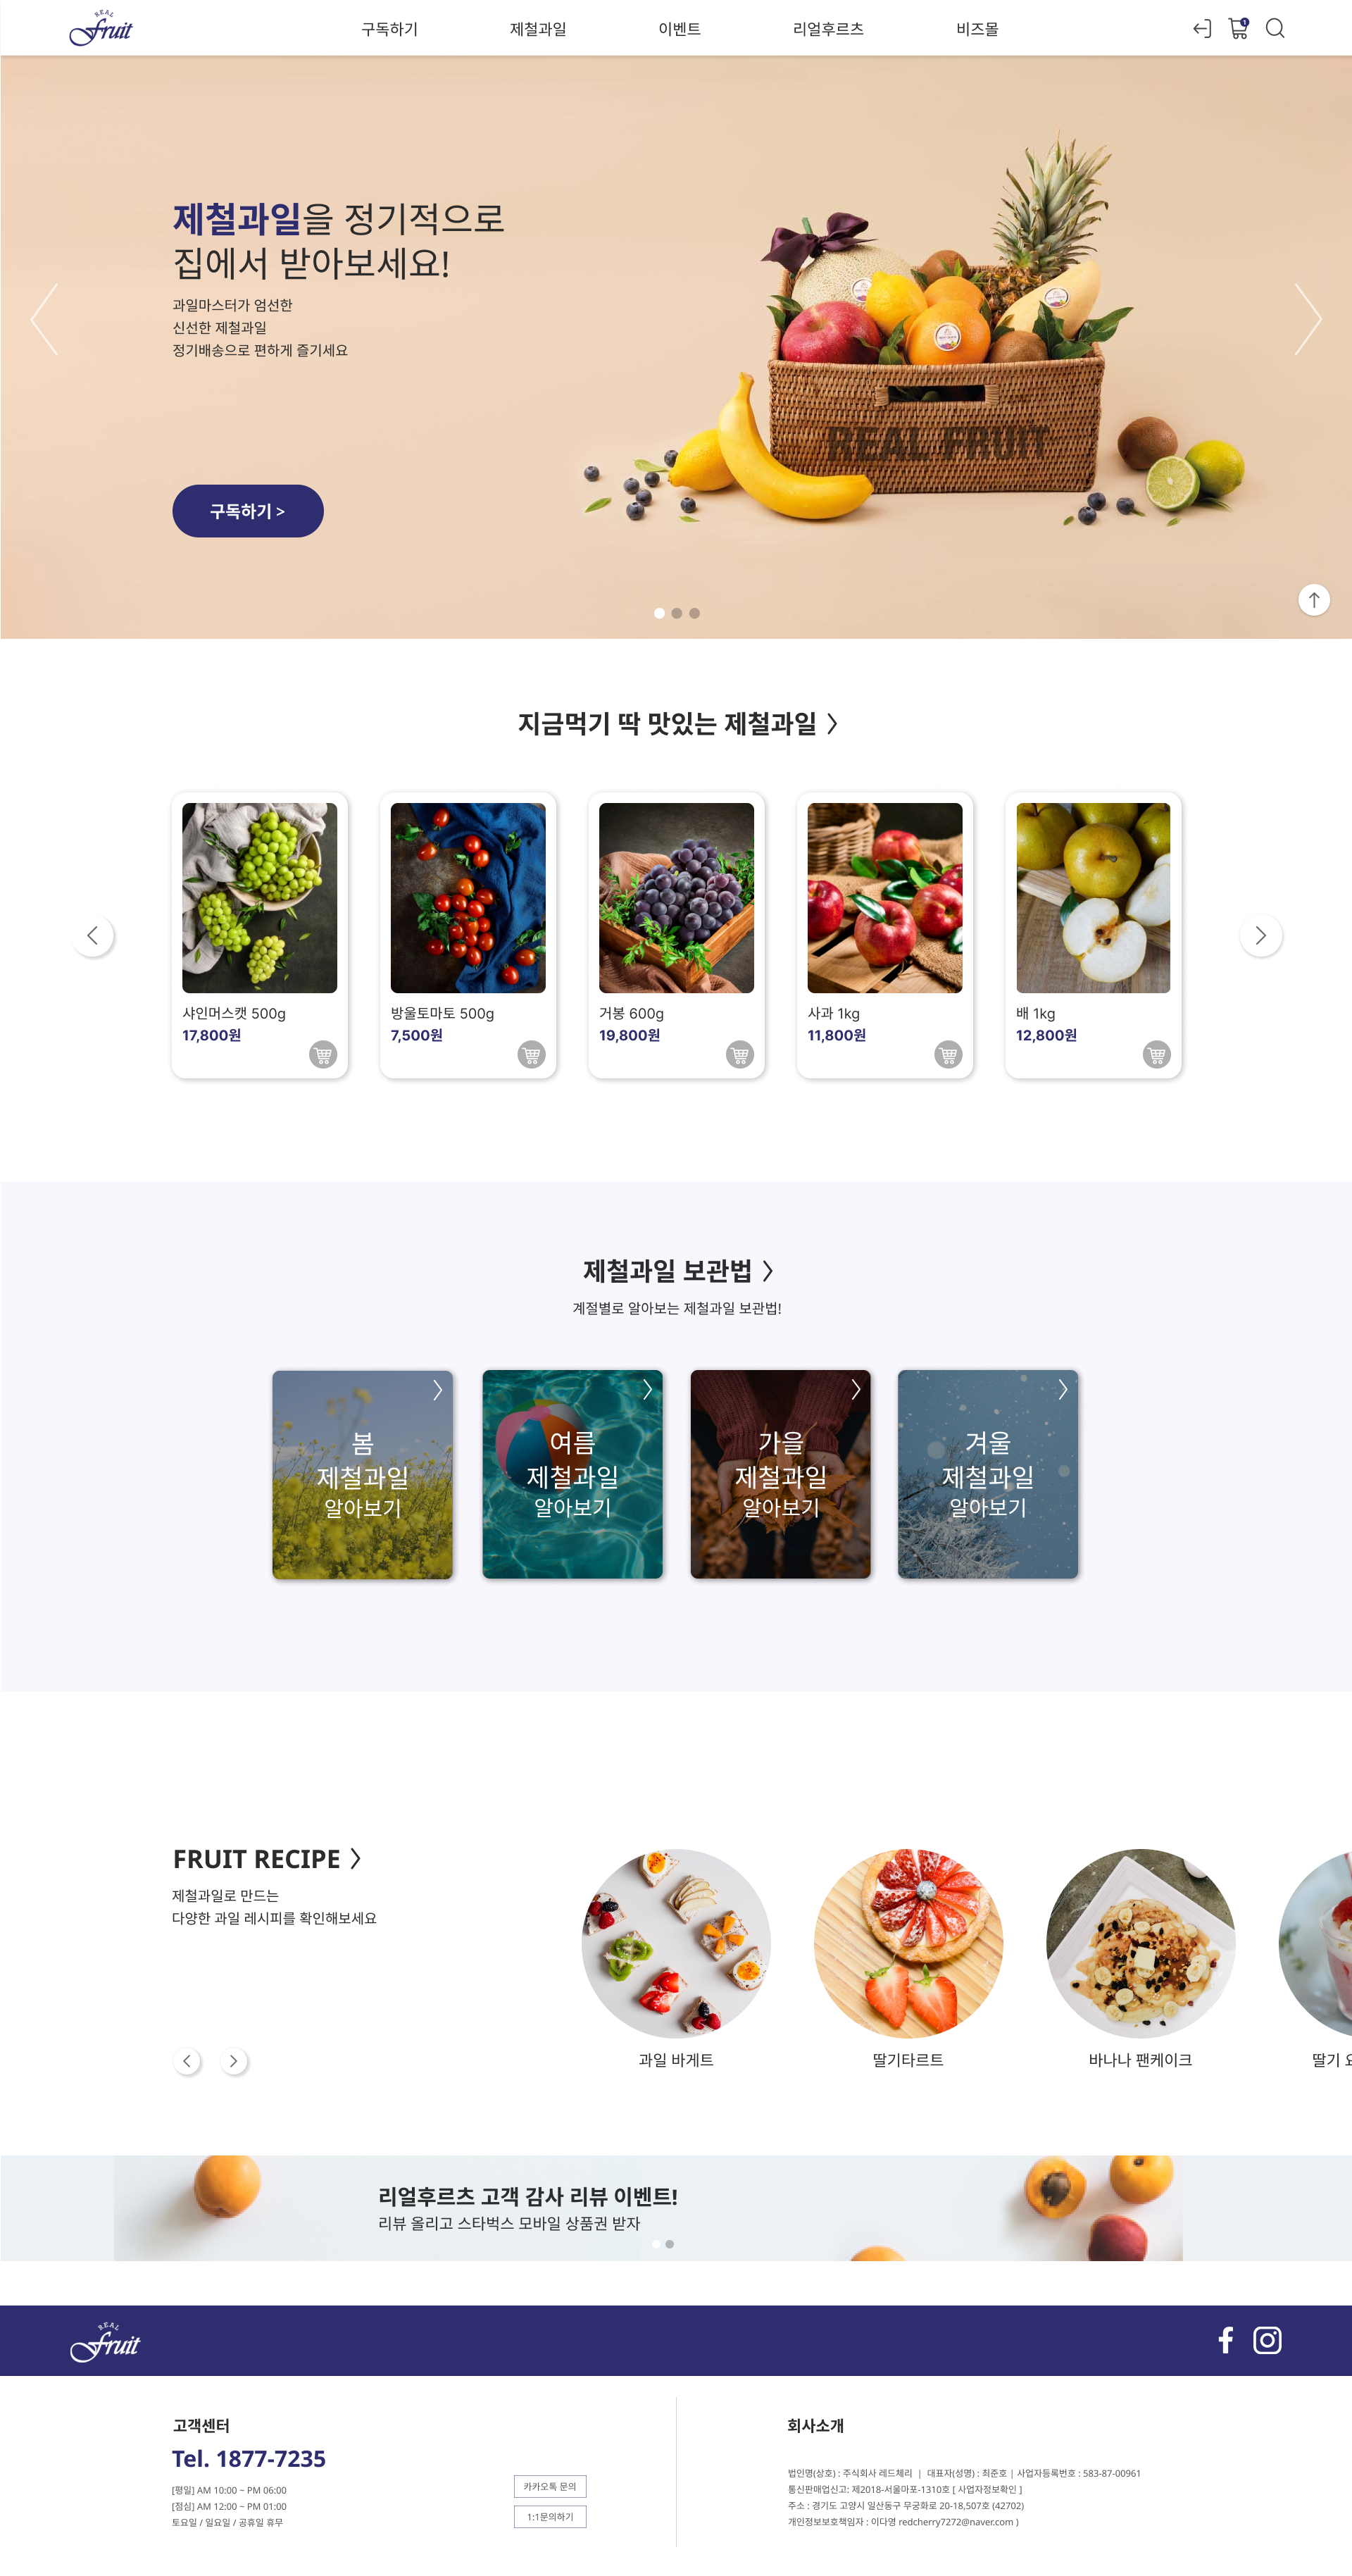 REAL
Fruit
구독하기
제철과일
이벤트
리얼후르츠
비즈몰
1
제철과일을 정기적으로
집에서 받아보세요!
과일마스터가 엄선한
신선한 제철과일
정기배송으로 편하게 즐기세요
REAL FRUIT
구독하기 >
지금먹기 딱 맛있는 제철과일
샤인머스캣 500g
17,800원
방울토마토 500g
7,500원
거봉 600g
19,800원
사과 1kg
11,800원
배 1kg
12,800원
제철과일 보관법
계절별로 알아보는 제철과일 보관법!
봄
제철과일
알아보기
여름
제철과일
알아보기
가을
제철과일
알아보기
겨울
제철과일
알아보기
FRUIT RECIPE
제철과일로 만드는
다양한 과일 레시피를 확인해보세요
과일 바게트
딸기타르트
바나나 팬케이크
딸기
리얼후르츠 고객 감사 리뷰 이벤트!
리뷰 올리고 스타벅스 모바일 상품권 받자
REAL
Fruit
고객센터
Tel. 1877-7235
[평일] AM 10:00 ~ PM 06:00
[점심] AM 12:00 ~ PM 01:00
토요일 / 일요일 / 공휴일 휴무
카카오톡 문의
1:1문의하기
회사소개
법인명(상호) : 주식회사 레드체리 | 대표자(성명) : 최준호 | 사업자등록번호 : 583-87-00961
통신판매업신고: 제2018-서울마포-1310호 [ 사업자정보확인 ]
주소 : 경기도 고양시 일산동구 무궁화로 20-18,507호 (42702)
개인정보보호책임자 : 이다영 redcherry7272@naver.com )